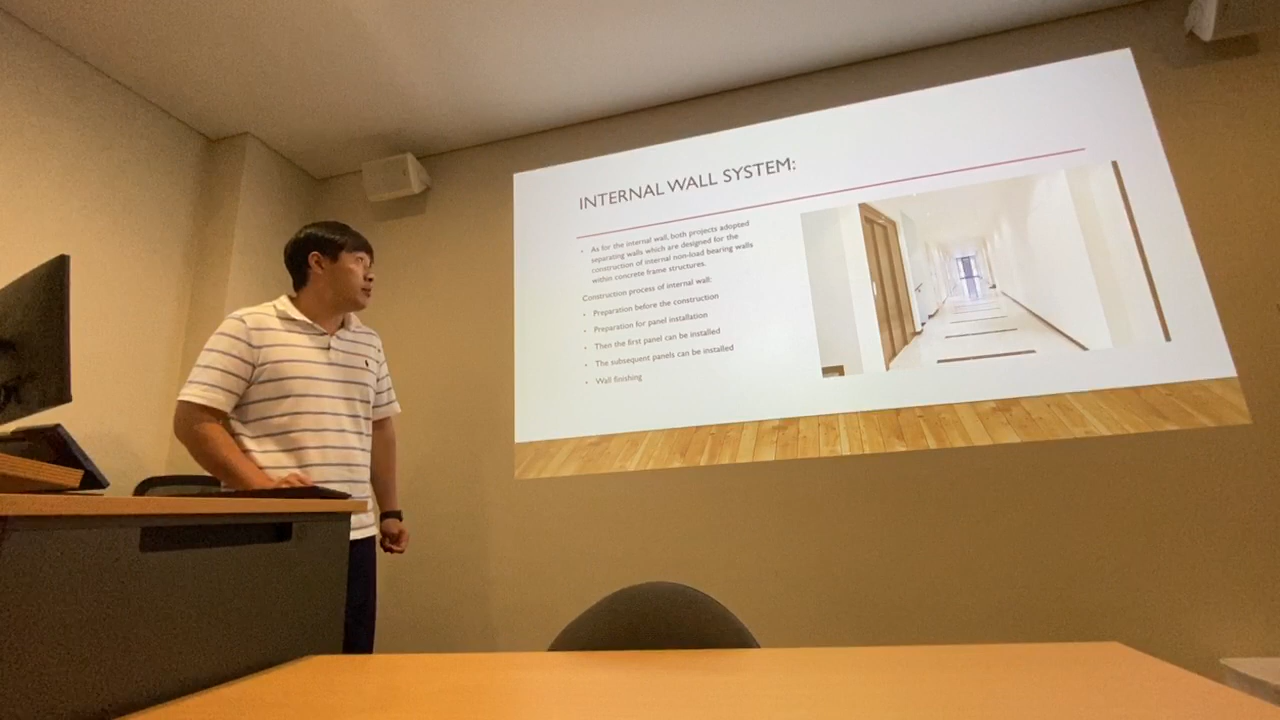 INTERNAL WALL SYSTEM:
• As for the internal wall, both projects adopted
separating walls which are designed for the
construction of internal non-load bearing walls
within concrete frame structures.
Construction process of internal wall:
• Preparation before the construction
• Preparation for panel installation
• Then the first panel can be installed
• The subsequent panels can be installed
• Wall finishing